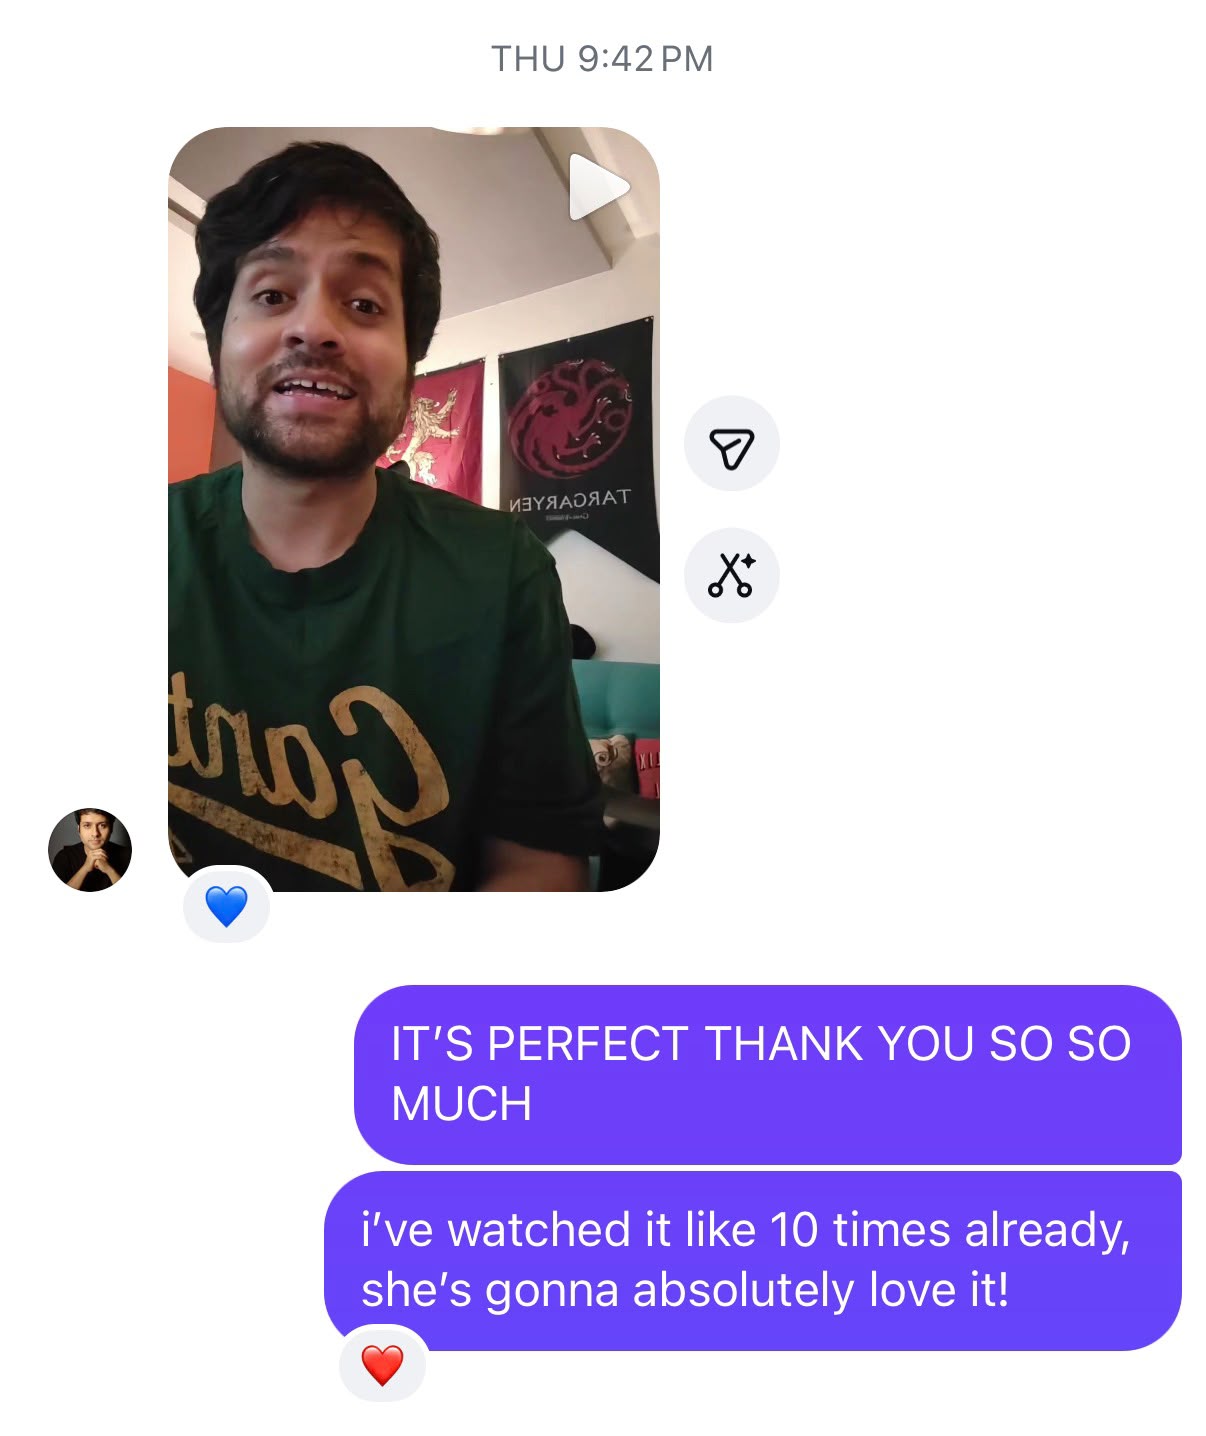 THU 9:42 PM
TARGARYEN
Gant
IT'S PERFECT THANK YOU SO SO
MUCH
i've watched it like 10 times already,
she's gonna absolutely love it!